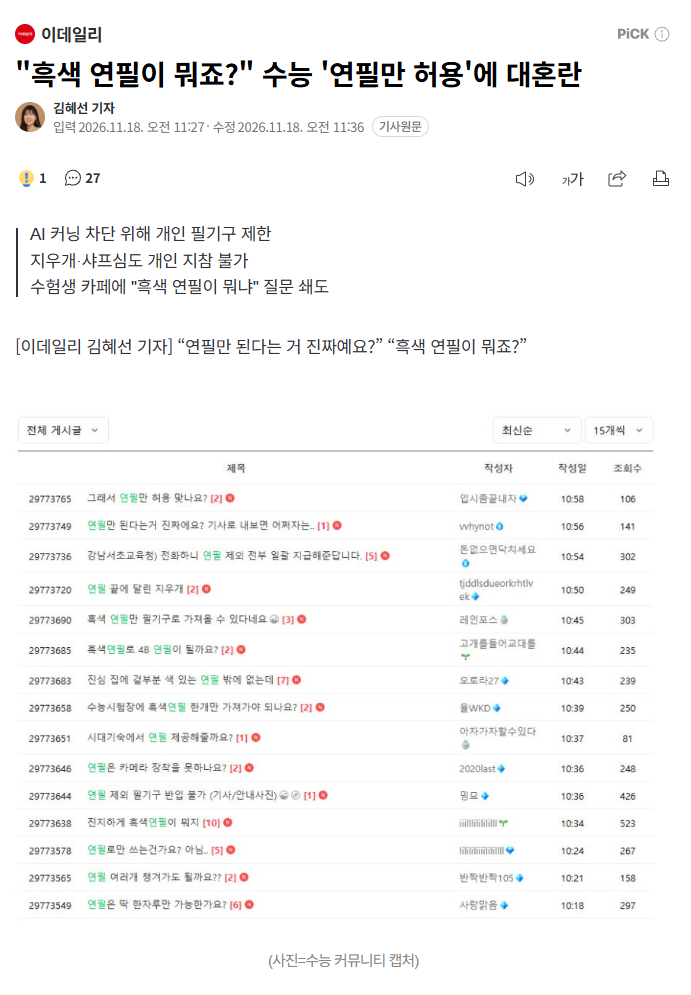 이데일리
PiCK
"흑색 연필이 뭐죠?" 수능 '연필만 허용'에 대혼란
김혜선 기자
입력 2026.11.18. 오전 11:27 · 수정 2026.11.18. 오전 11:36 기사원문
1 27
가가
AI 커닝 차단 위해 개인 필기구 제한
지우개·샤프심도 개인 지참 불가
수험생 카페에 "흑색 연필이 뭐냐" 질문 쇄도
[이데일리 김혜선 기자] “연필만 된다는 거 진짜예요?” “흑색 연필이 뭐죠?”
전체 게시글 최신순 15개씩
제목 작성자 작성일 조회수
29773765 그래서 연필만 허용 맞나요? [2] N 입시좀끝내자 10:58 106
29773749 연필만 된다는거 진짜에요? 기사로 내보면 어쩌자는.. [1] N vvhynot 10:56 141
29773736 강남서초교육청) 전화하니 연필 제외 전부 일괄 지급해준답니다. [5] N 돈없으면닥치세요 10:54 302
29773720 연필 끝에 달린 지우개 [2] N tjddlsdueorkrhtlv
ek 10:50 249
29773690 흑색 연필만 필기구로 가져올 수 있다네요 [3] N 레인포스 10:45 303
29773685 흑색연필로 4B 연필이 될까요? [2] N 고개를들어교대를 10:44 235
29773683 진심 집에 겉부분 색 있는 연필 밖에 없는데 [7] N 오로라27 10:43 239
29773658 수능시험장에 흑색연필 한개만 가져가야 되나요? [2] N 율WKD 10:39 250
29773651 시대기숙에서 연필 제공해줄까요? [1] N 아자가자할수있다 10:37 81
29773646 연필은 카메라 장착을 못하나요? [2] N 2020last 10:36 248
29773644 연필 제외 필기구 반입 불가 (기사/안내사진) [1] N 밍묘 10:36 426
29773638 진지하게 흑색연필이 뭐지 [10] N 10:34 523
29773578 연필로만 쓰는건가요? 아님.. [5] N 10:24 267
29773565 연필 여러개 챙겨가도 될까요?? [2] N 반짝반짝105 10:21 158
29773549 연필은 딱 한자루만 가능한가요? [6] N 사랑맑음 10:18 297
(사진=수능 커뮤니티 캡처)